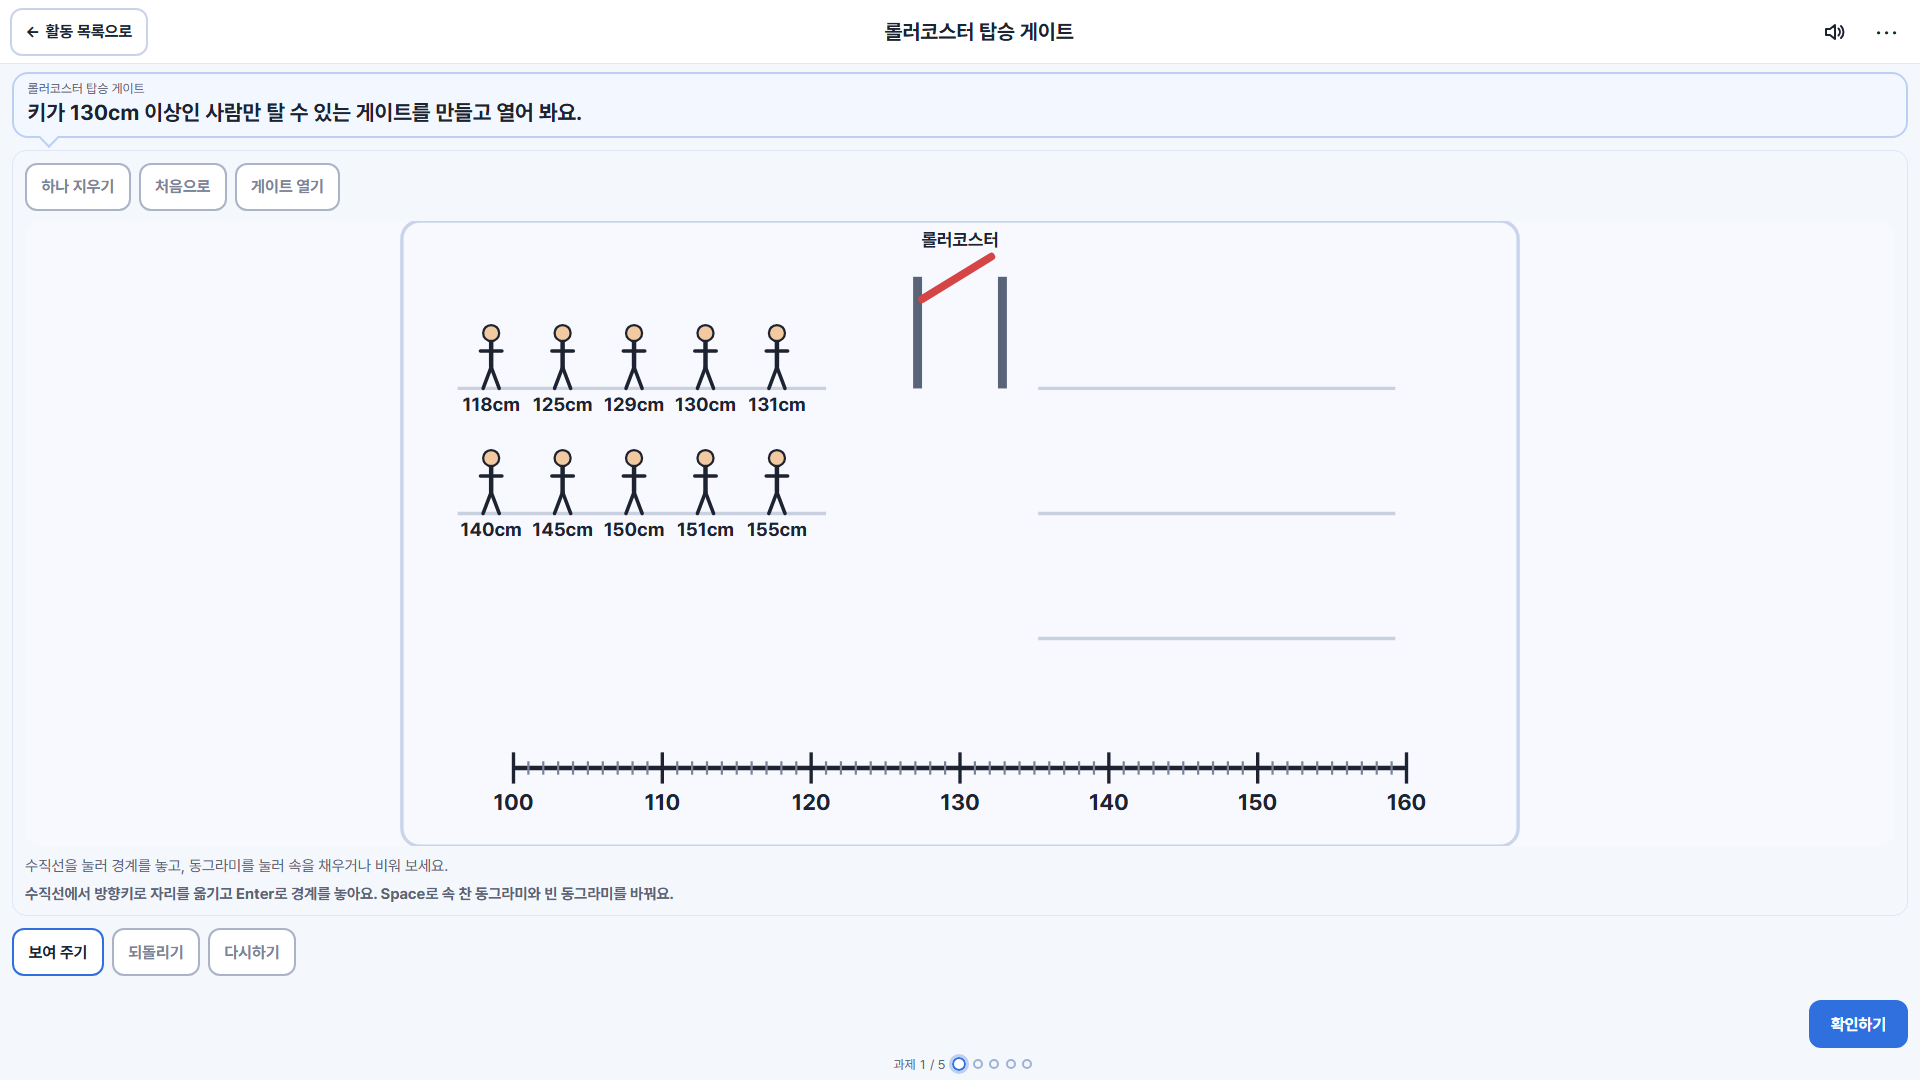 ← 활동 목록으로
롤러코스터 탑승 게이트
롤러코스터 탑승 게이트
키가 130cm 이상인 사람만 탈 수 있는 게이트를 만들고 열어 봐요.
하나 지우기 처음으로 게이트 열기
롤러코스터
118cm 125cm 129cm 130cm 131cm
140cm 145cm 150cm 151cm 155cm
100 110 120 130 140 150 160
수직선을 눌러 경계를 놓고, 동그라미를 눌러 속을 채우거나 비워 보세요.
수직선에서 방향키로 자리를 옮기고 Enter로 경계를 놓아요. Space로 속 찬 동그라미와 빈 동그라미를 바꿔요.
보여 주기 되돌리기 다시하기
확인하기
과제 1 / 5